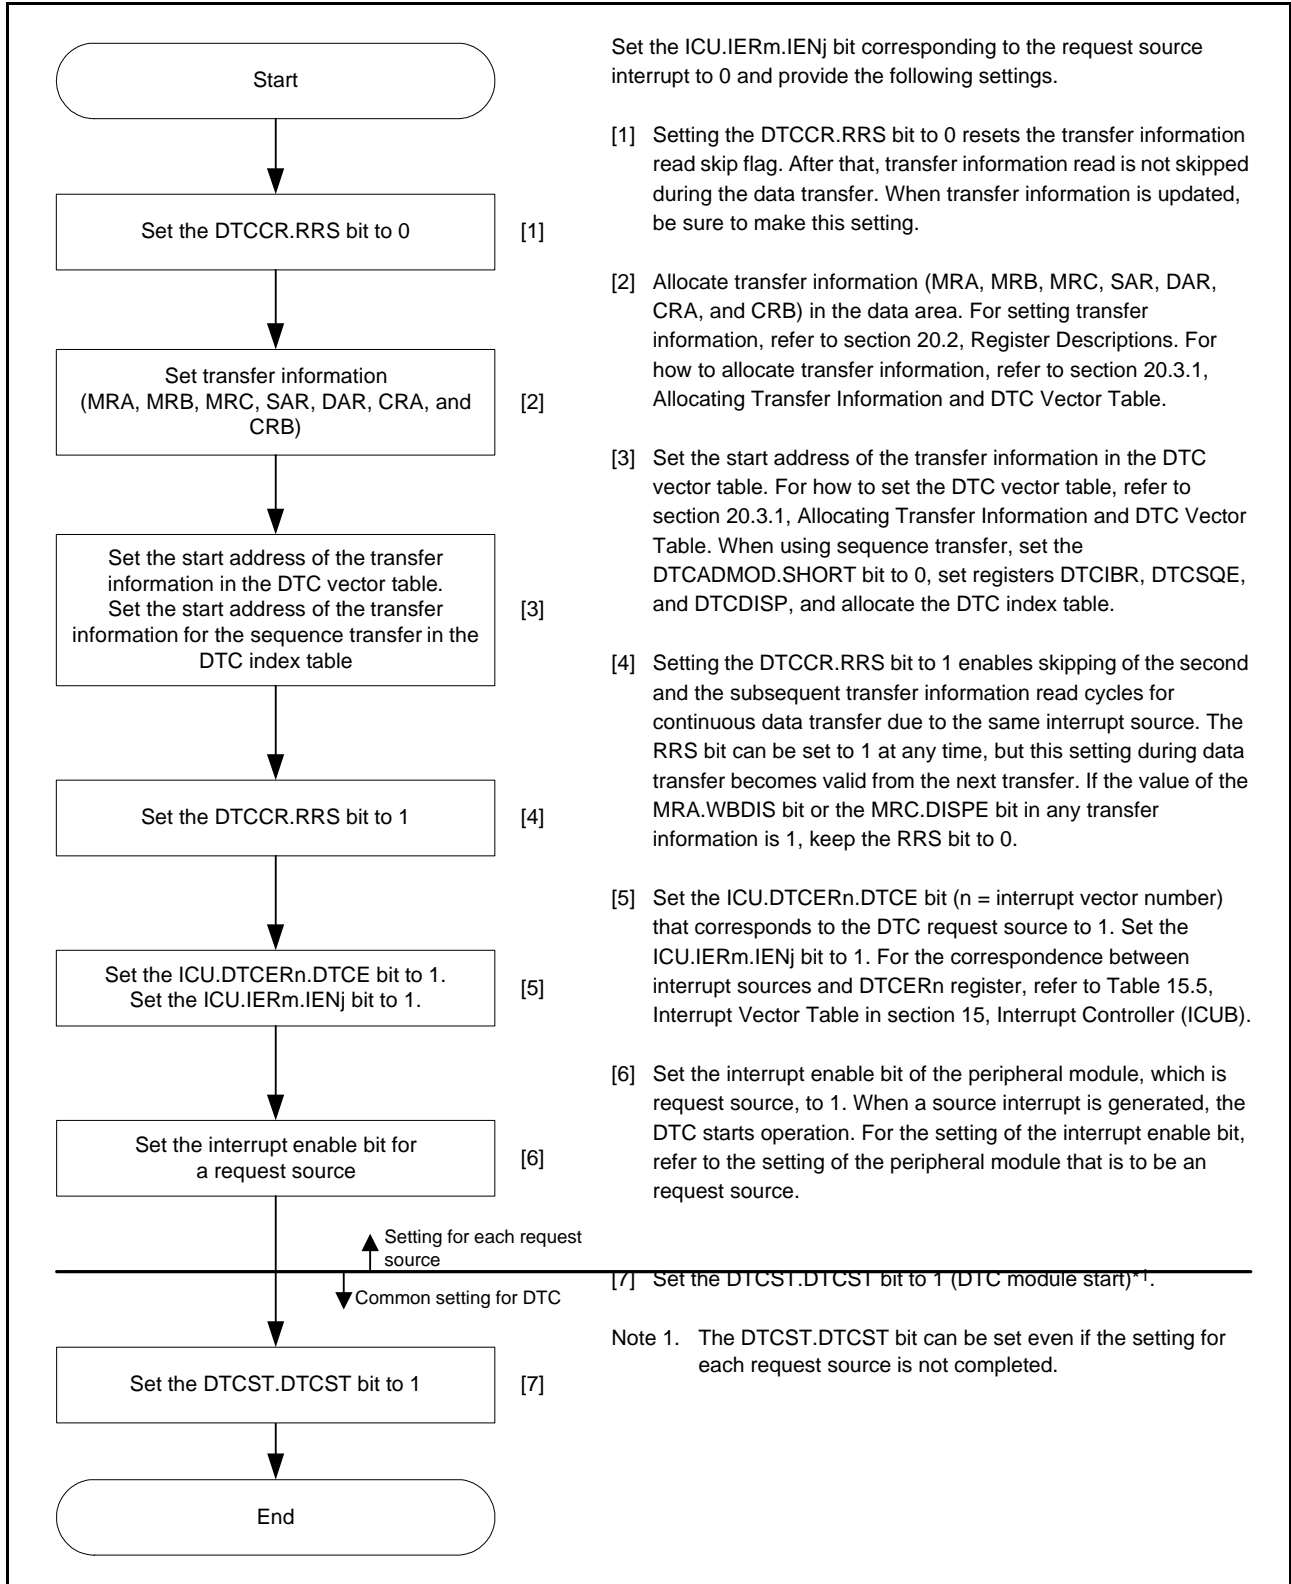 Start
Set the DTCCR.RRS bit to 0
[1]
Set transfer information
(MRA, MRB, MRC, SAR, DAR, CRA, and
CRB)
[2]
Set the start address of the transfer
information in the DTC vector table.
Set the start address of the transfer
information for the sequence transfer in the
DTC index table
[3]
Set the DTCCR.RRS bit to 1
[4]
Set the ICU.DTCERn.DTCE bit to 1.
Set the ICU.IERm.IENj bit to 1.
[5]
Set the interrupt enable bit for
a request source
[6]
Setting for each request
source
Common setting for DTC
Set the DTCST.DTCST bit to 1
[7]
End
Set the ICU.IERm.IENj bit corresponding to the request source
interrupt to 0 and provide the following settings.
[1] Setting the DTCCR.RRS bit to 0 resets the transfer information
read skip flag. After that, transfer information read is not skipped
during the data transfer. When transfer information is updated,
be sure to make this setting.
[2] Allocate transfer information (MRA, MRB, MRC, SAR, DAR,
CRA, and CRB) in the data area. For setting transfer
information, refer to section 20.2, Register Descriptions. For
how to allocate transfer information, refer to section 20.3.1,
Allocating Transfer Information and DTC Vector Table.
[3] Set the start address of the transfer information in the DTC
vector table. For how to set the DTC vector table, refer to
section 20.3.1, Allocating Transfer Information and DTC Vector
Table. When using sequence transfer, set the
DTCADMOD.SHORT bit to 0, set registers DTCIBR, DTCSQE,
and DTCDISP, and allocate the DTC index table.
[4] Setting the DTCCR.RRS bit to 1 enables skipping of the second
and the subsequent transfer information read cycles for
continuous data transfer due to the same interrupt source. The
RRS bit can be set to 1 at any time, but this setting during data
transfer becomes valid from the next transfer. If the value of the
MRA.WBDIS bit or the MRC.DISPE bit in any transfer
information is 1, keep the RRS bit to 0.
[5] Set the ICU.DTCERn.DTCE bit (n = interrupt vector number)
that corresponds to the DTC request source to 1. Set the
ICU.IERm.IENj bit to 1. For the correspondence between
interrupt sources and DTCERn register, refer to Table 15.5,
Interrupt Vector Table in section 15, Interrupt Controller (ICUB).
[6] Set the interrupt enable bit of the peripheral module, which is
request source, to 1. When a source interrupt is generated, the
DTC starts operation. For the setting of the interrupt enable bit,
refer to the setting of the peripheral module that is to be an
request source.
[7] Set the DTCST.DTCST bit to 1 (DTC module start)*1.
Note 1. The DTCST.DTCST bit can be set even if the setting for
each request source is not completed.